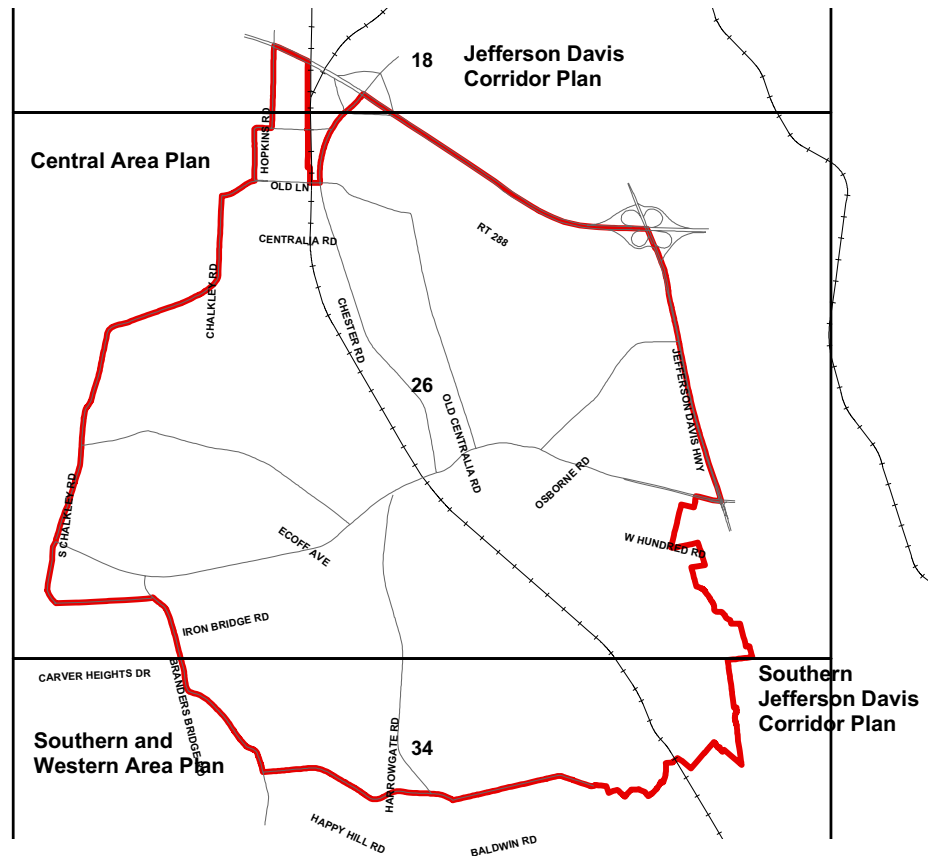 18
Jefferson Davis
Corridor Plan
HOPKINS RD
Central Area Plan
OLD LN
CENTRALIA RD
RT 288
CHALKLEY RD
CHESTER RD
26
JEFFERSON DAVIS HWY
OLD CENTRALIA RD
OSBORNE RD
S CHALKLEY RD
ECOFF AVE
W HUNDRED RD
IRON BRIDGE RD
CARVER HEIGHTS DR
BRANDERS BRIDGE RD
Southern
Jefferson Davis
Corridor Plan
Southern and
Western Area Plan
34
HARROWGATE RD
HAPPY HILL RD
BALDWIN RD